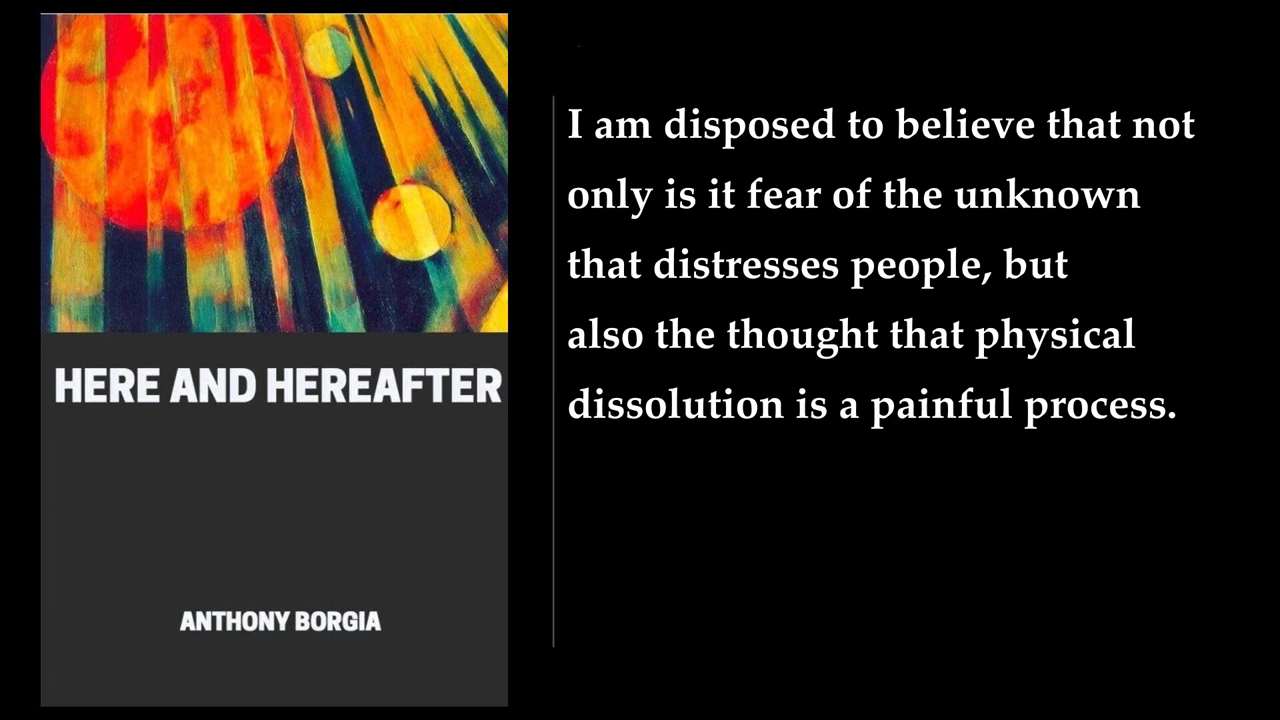 HERE AND HEREAFTER
ANTHONY BORGIA
I am disposed to believe that not
only is it fear of the unknown
that distresses people, but
also the thought that physical
dissolution is a painful process.